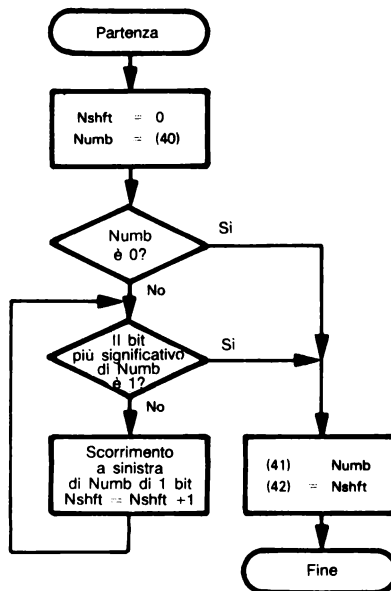 Partenza
Nshft = 0
Numb = (40)
Numb
è 0?
Si
No
Il bit
più significativo
di Numb
è 1?
Si
No
Scorrimento
a sinistra
di Numb di 1 bit
Nshft = Nshft +1
(41) Numb
(42) = Nshft
Fine